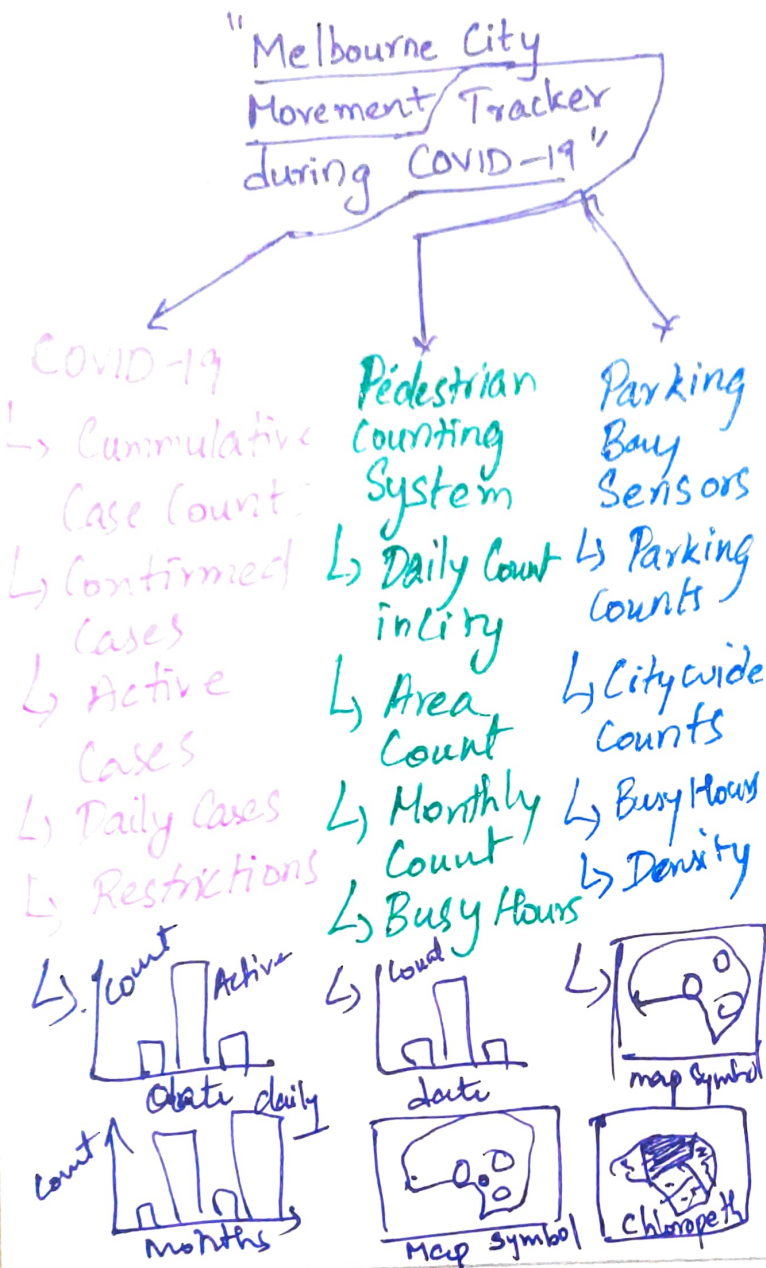 "Melbourne City
Movement Tracker
during COVID-19"
COVID-19
↳ Cummulative
Case Count
↳ Confirmed
Cases
↳ Active
Cases
↳ Daily Cases
↳ Restrictions
Count
Active
date daily
Count
Months
Pedestrian
Counting
System
↳ Daily Count
in City
↳ Area
Count
↳ Monthly
Count
↳ Busy Hours
Count
date
Map Symbol
Parking
Bay
Sensors
↳ Parking
Counts
↳ Citywide
Counts
↳ Busy Hours
↳ Density
map symbol
Chloropeth